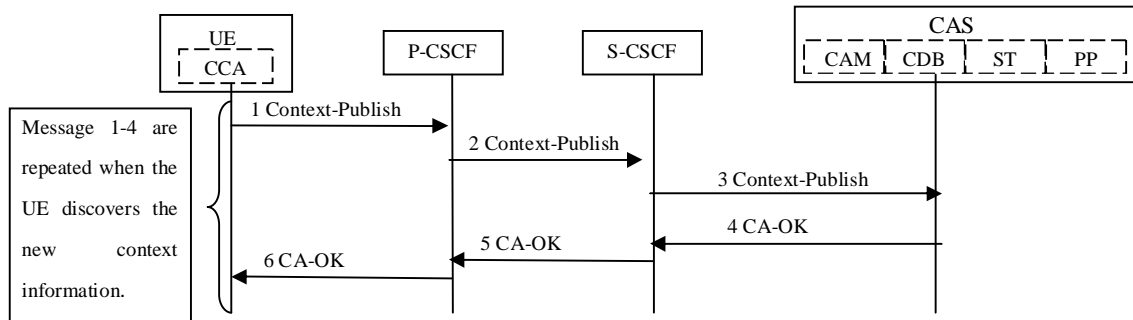 UE
CCA
P-CSCF
S-CSCF
CAS
CAM CDB ST PP
1 Context-Publish
2 Context-Publish
3 Context-Publish
4 CA-OK
5 CA-OK
6 CA-OK
Message 1-4 are
repeated when the
UE discovers the
new context
information.